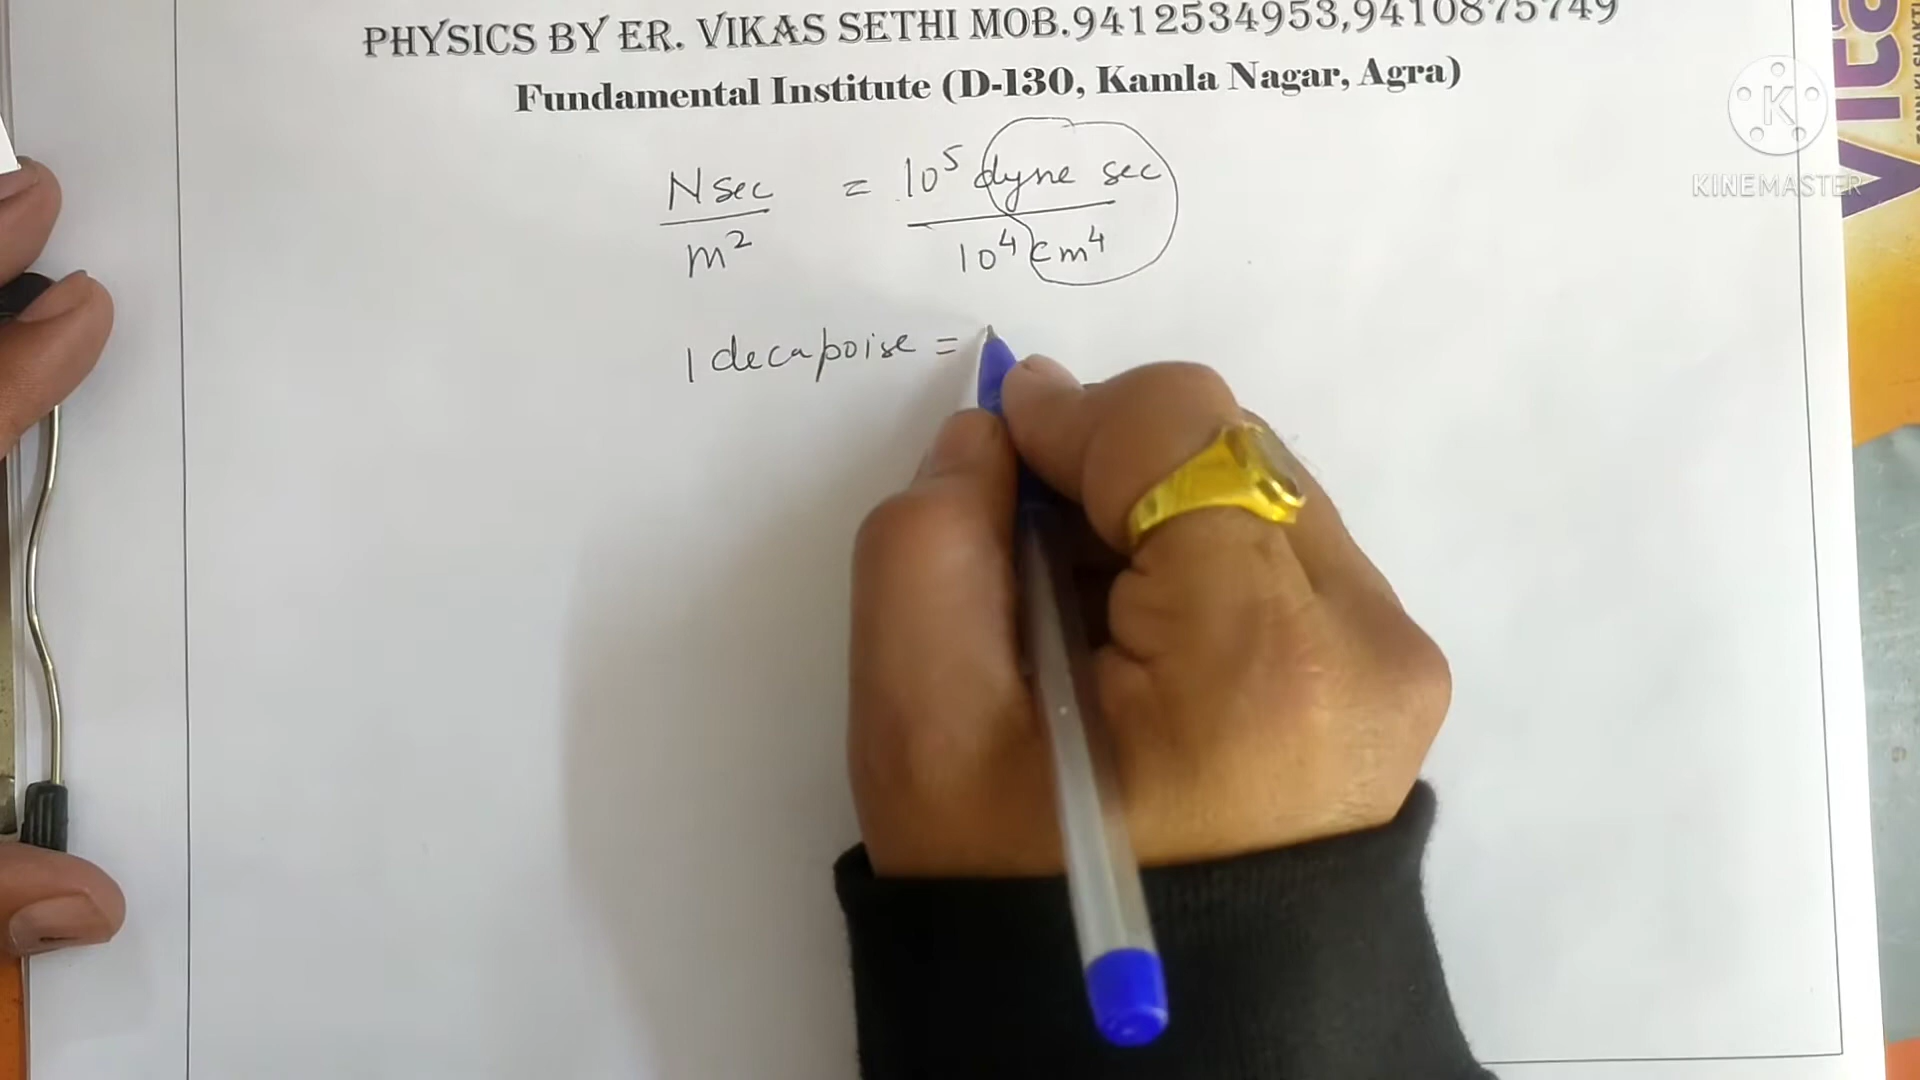 PHYSICS BY ER. VIKAS SETHI MOB.9412534953,9410875749
Fundamental Institute (D-130, Kamla Nagar, Agra)
N sec / m² = 10⁵ dyne sec / 10⁴ cm⁴
1 decapoise =
K
KINEMASTER